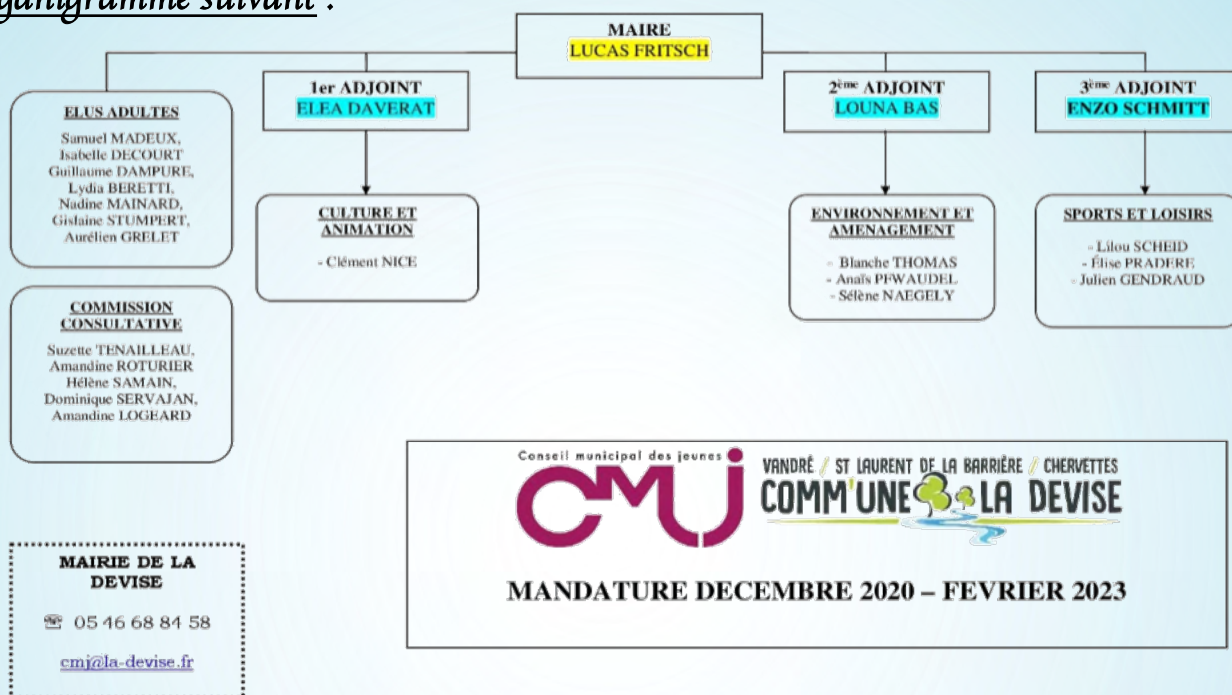 ganigramme suivant :
MAIRE
LUCAS FRITSCH
ELUS ADULTES
Samuel MADEUX,
Isabelle DECOURT
Guillaume DAMPURE,
Lydia BERETTI,
Nadine MAINARD,
Gislaine STUMPERT,
Aurélien GRELET
COMMISSION
CONSULTATIVE
Suzette TENAILLEAU,
Amandine ROTURIER
Hélène SAMAIN,
Dominique SERVAJAN,
Amandine LOGEARD
1er ADJOINT
ELEA DAVERAT
CULTURE ET
ANIMATION
- Clément NICE
2ème ADJOINT
LOUNA BAS
ENVIRONNEMENT ET
AMENAGEMENT
- Blanche THOMAS
- Anaïs PFWAUDEL
- Sélène NAEGELY
3ème ADJOINT
ENZO SCHMITT
SPORTS ET LOISIRS
- Lilou SCHEID
- Élise PRADERE
- Julien GENDRAUD
Conseil municipal des jeunes
CMJ
VANDRÉ / ST LAURENT DE LA BARRIÈRE / CHERVETTES
COMM'UNE LA DEVISE
MANDATURE DECEMBRE 2020 – FEVRIER 2023
MAIRIE DE LA
DEVISE
☎ 05 46 68 84 58
cmj@la-devise.fr